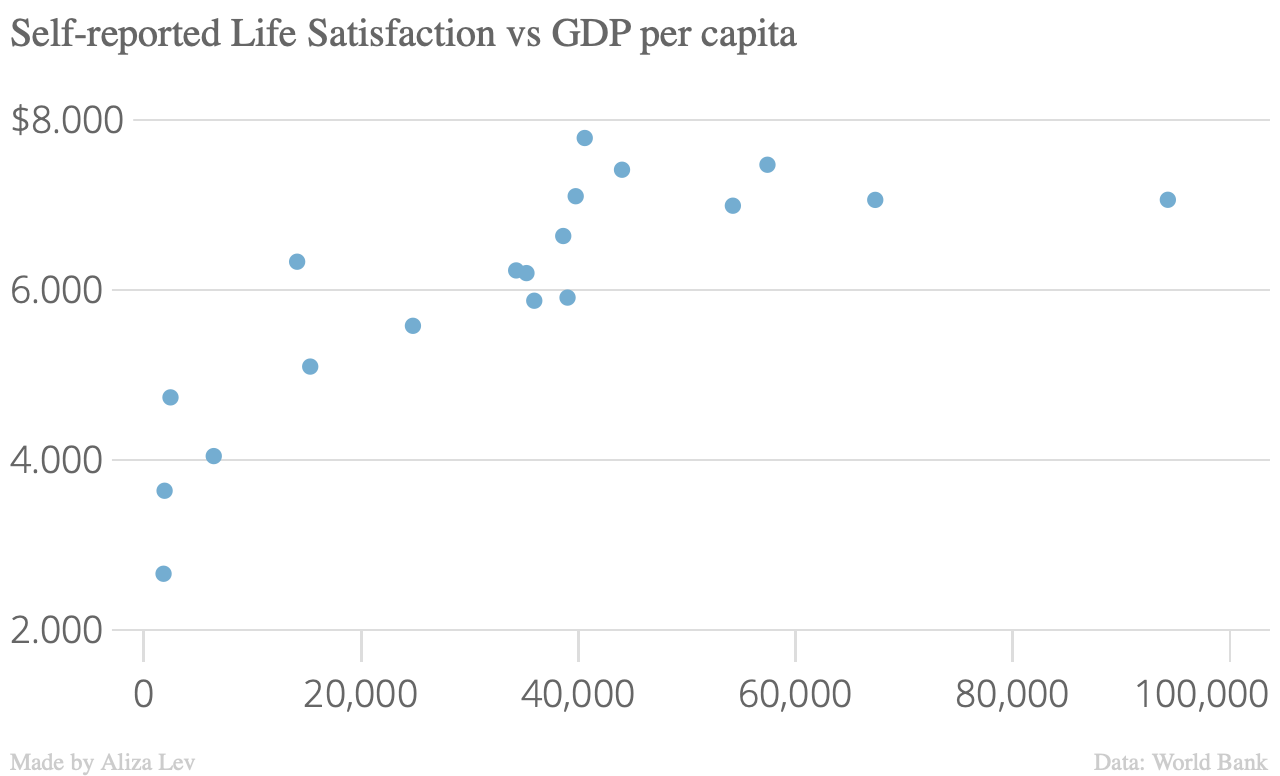 Self-reported Life Satisfaction vs GDP per capita
$8.000
6.000
4.000
2.000
0 20,000 40,000 60,000 80,000 100,000
Made by Aliza Lev
Data: World Bank